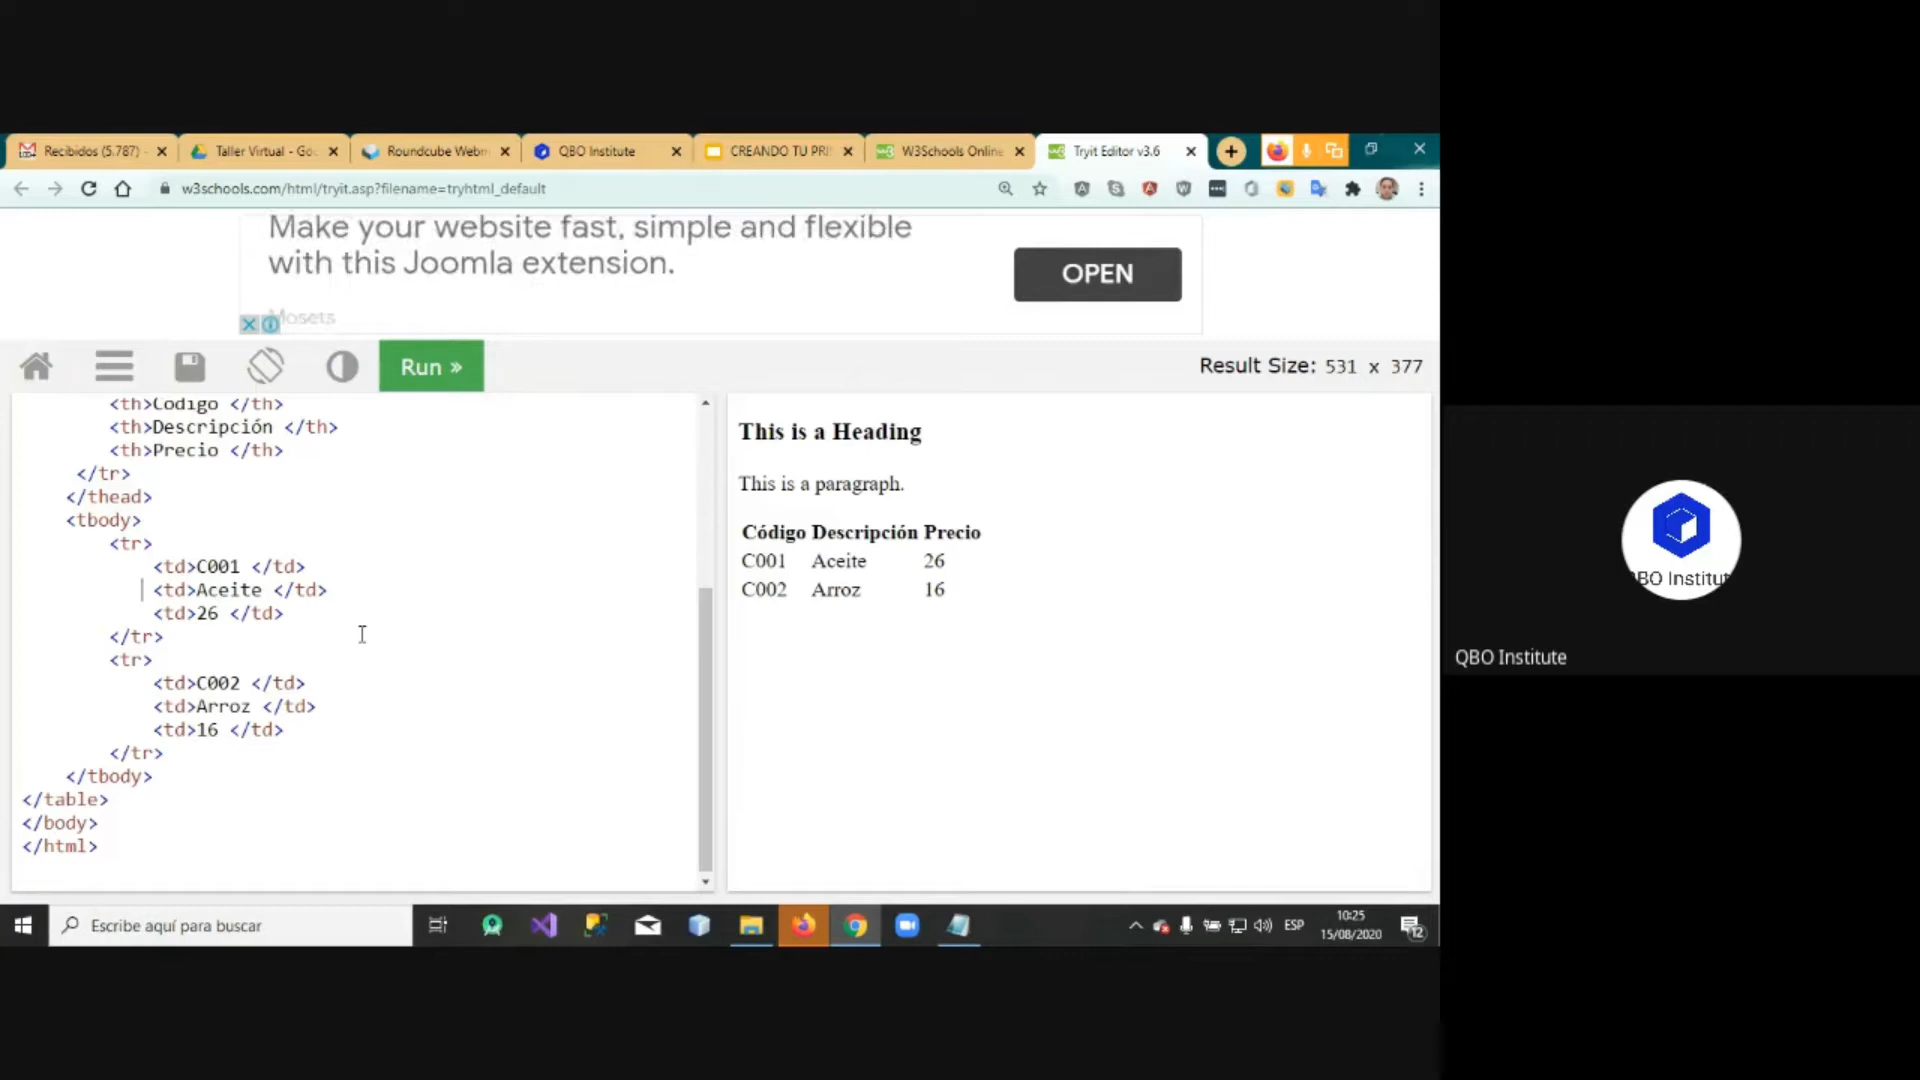 Recibidos (5.787) -
Taller Virtual - Go
Roundcube Webm
QBO Institute
CREANDO TU PRI
W3Schools Online
Tryit Editor v3.6
w3schools.com/html/tryit.asp?filename=tryhtml_default
Make your website fast, simple and flexible
with this Joomla extension.
OPEN
Mosets
Run »
Result Size: 531 x 377
<th>Código </th>
<th>Descripción </th>
<th>Precio </th>
</tr>
</thead>
<tbody>
<tr>
<td>C001 </td>
<td>Aceite </td>
<td>26 </td>
</tr>
<tr>
<td>C002 </td>
<td>Arroz </td>
<td>16 </td>
</tr>
</tbody>
</table>
</body>
</html>
This is a Heading
This is a paragraph.
Código Descripción Precio
C001 Aceite 26
C002 Arroz 16
QBO Institute
BO Institut
Escribe aquí para buscar
ESP
10:25
15/08/2020
12